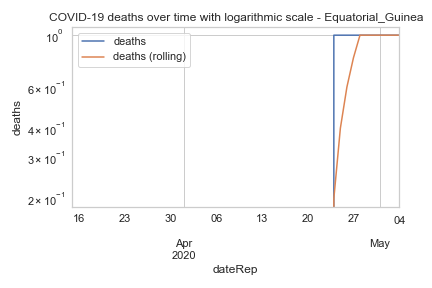 COVID-19 deaths over time with logarithmic scale - Equatorial_Guinea
10⁰
6 × 10⁻¹
4 × 10⁻¹
3 × 10⁻¹
2 × 10⁻¹
deaths
deaths
deaths (rolling)
16 23 30 06 13 20 27 04
Apr May
2020
dateRep